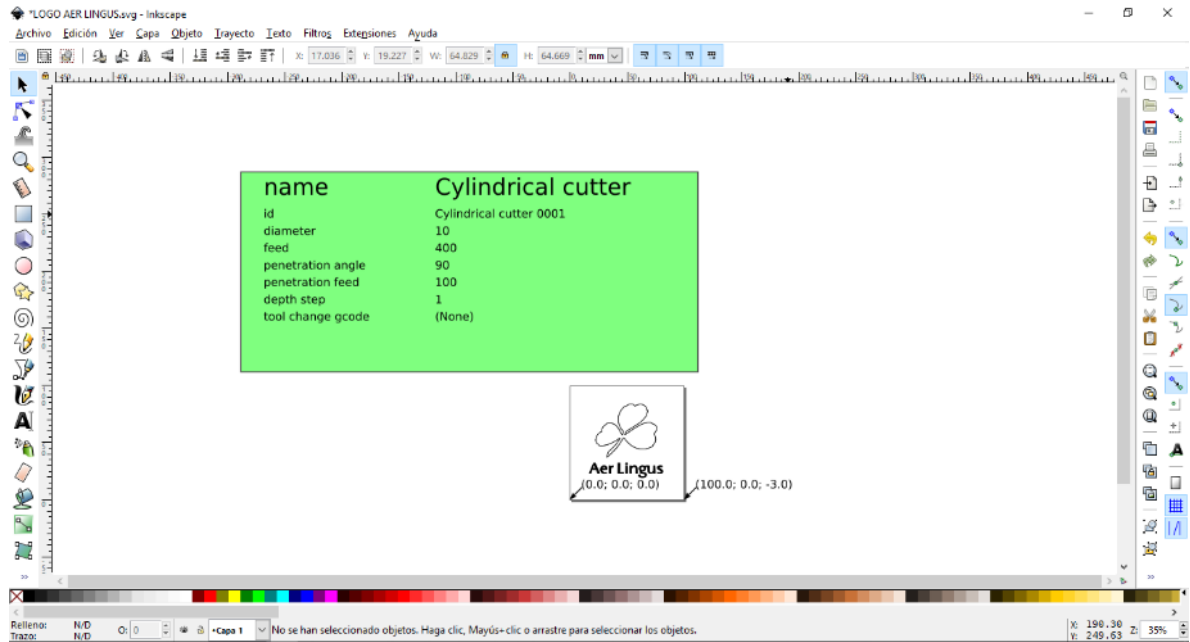 *LOGO AER LINGUS.svg - Inkscape
Archivo Edición Ver Capa Objeto Trayecto Texto Filtros Extensiones Ayuda
X: 17.036 Y: 19.227 W: 64.829 H: 64.669 mm
name Cylindrical cutter
id Cylindrical cutter 0001
diameter 10
feed 400
penetration angle 90
penetration feed 100
depth step 1
tool change gcode (None)
Aer Lingus
(0.0; 0.0; 0.0) (100.0; 0.0; -3.0)
Relleno: N/D O: 0 •Capa 1 No se han seleccionado objetos. Haga clic, Mayús+clic o arrastre para seleccionar los objetos. X: 190.30 Z: 35%
Trazo: N/D Y: 249.63